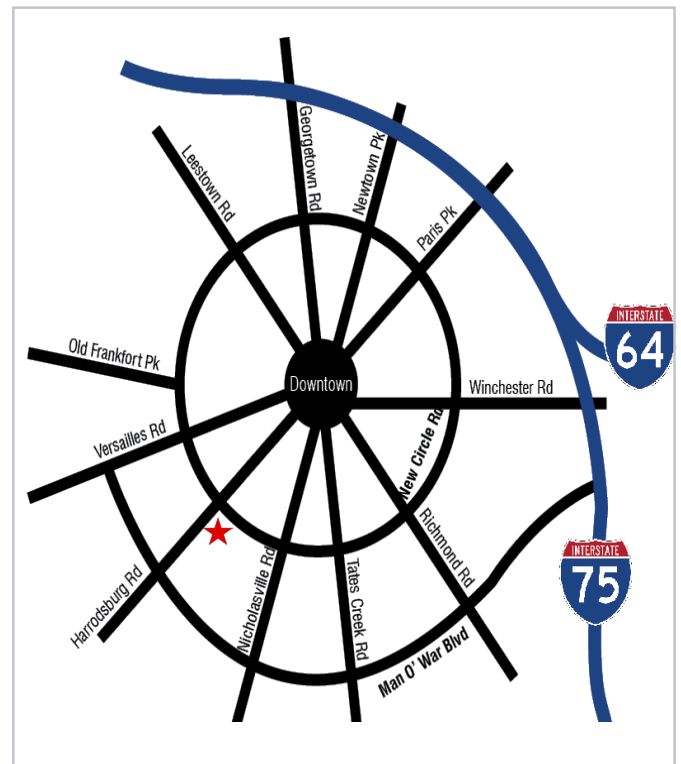 Georgetown Rd
Newtown Pk
Leestown Rd
Paris Pk
INTERSTATE
64
Old Frankfort Pk
Downtown
Winchester Rd
New Circle Rd
Versailles Rd
Richmond Rd
INTERSTATE
75
Harrodsburg Rd
Nicholasville Rd
Tates Creek Rd
Man O' War Blvd